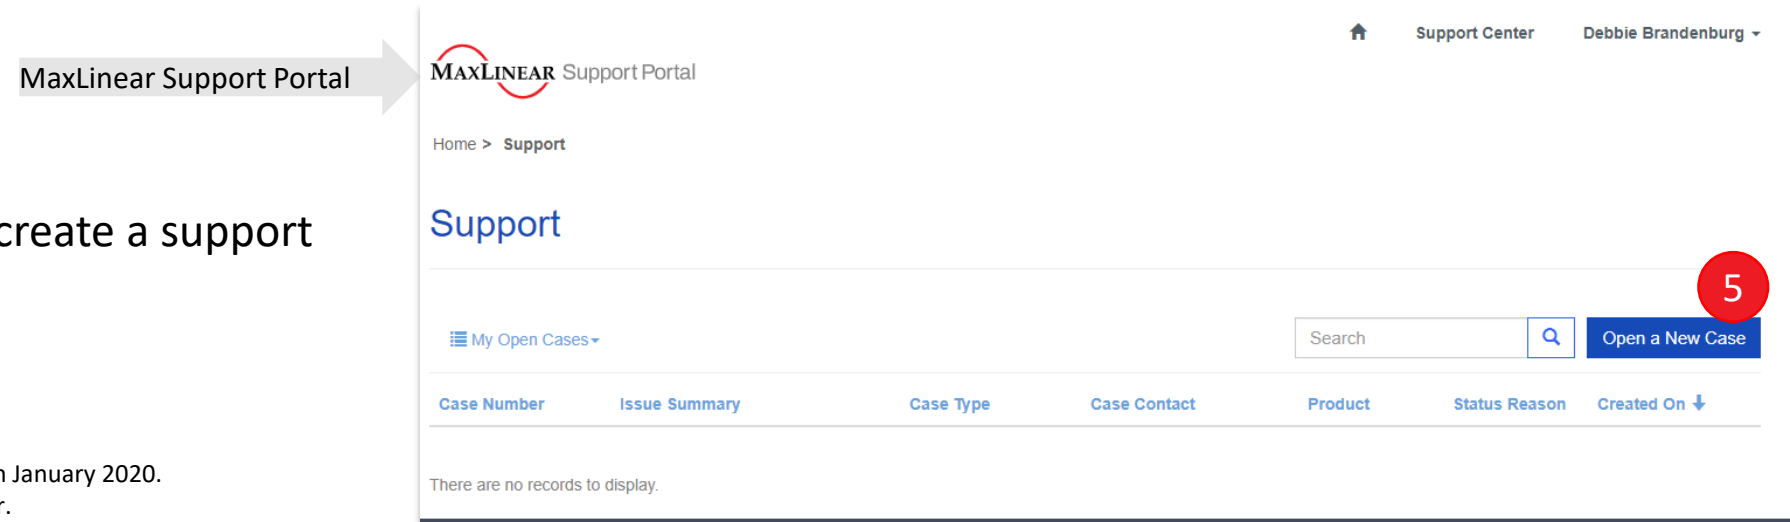 Support Center
Debbie Brandenburg
MaxLinear Support Portal
MAXLINEAR Support Portal
Home > Support
Support
create a support
5
My Open Cases
Search
Open a New Case
Case Number
Issue Summary
Case Type
Case Contact
Product
Status Reason
Created On
January 2020.
There are no records to display.